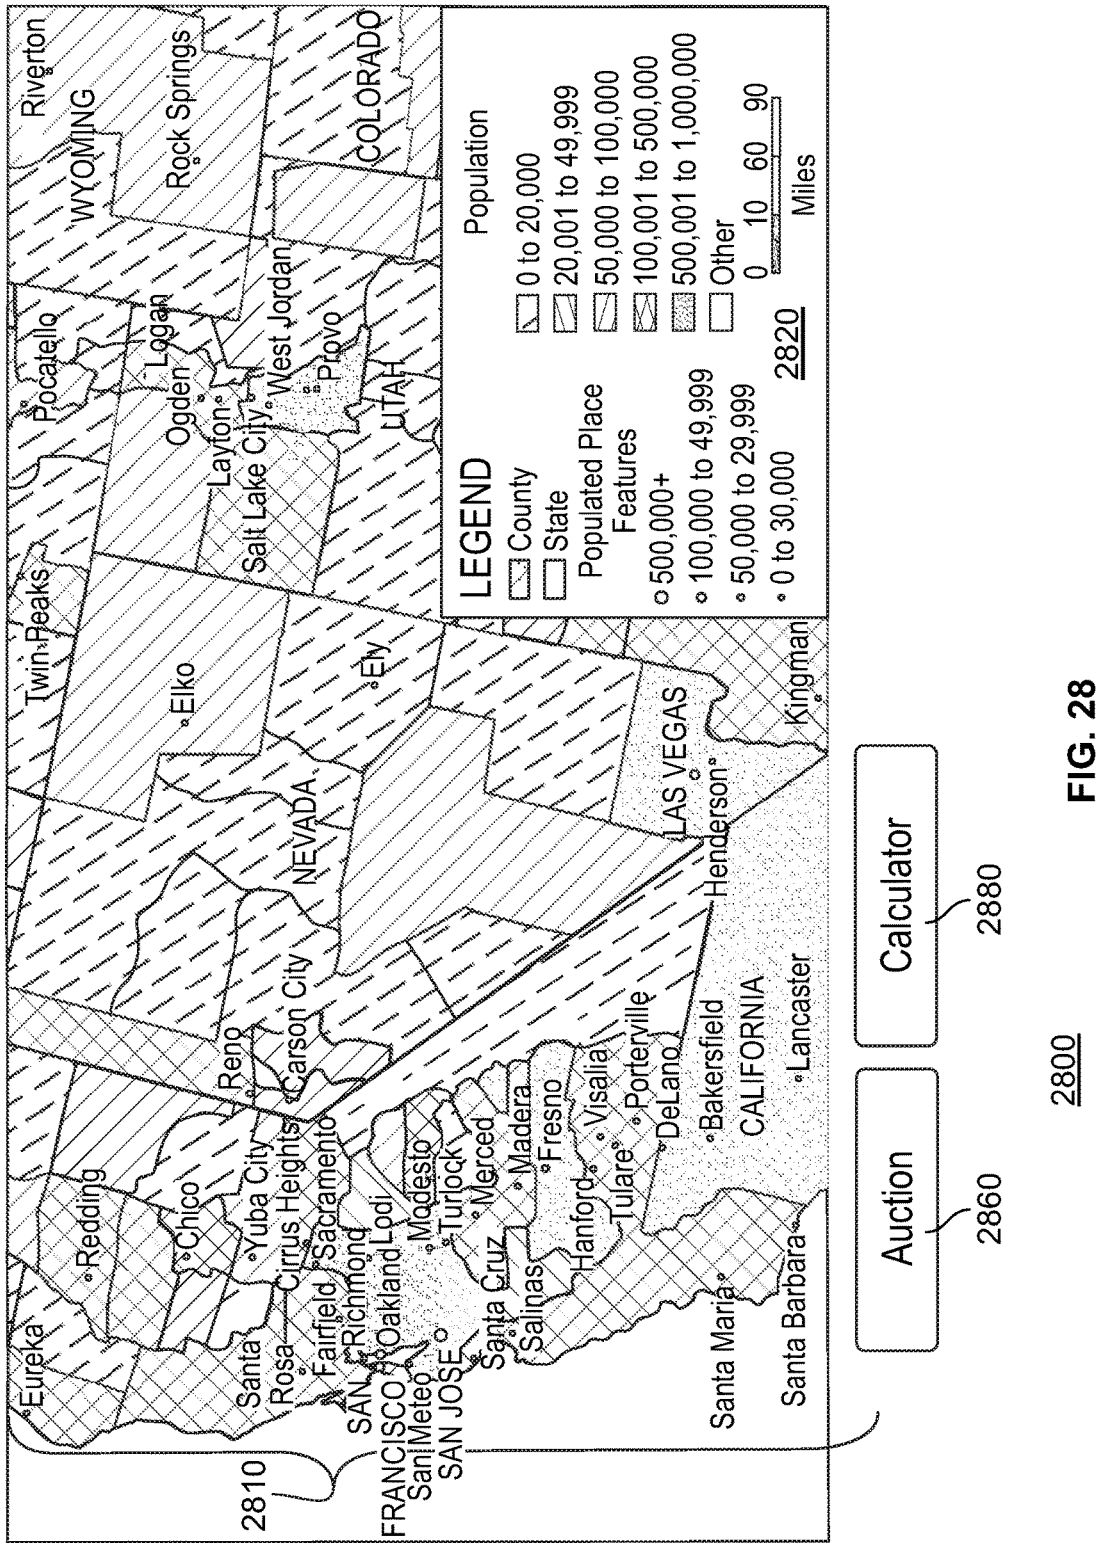 Eureka
Redding
Chico
Yuba City
Cirrus Heights
Sacramento
Santa
Rosa
Fairfield
Richmond
Lodi
Oakland
SAN
FRANCISCO
San Meteo
SAN JOSE
Modesto
Turlock
Merced
Madera
Fresno
Santa Cruz
Salinas
Hanford
Visalia
Tulare
Porterville
DeLano
Bakersfield
CALIFORNIA
Lancaster
Santa Maria
Santa Barbara
Reno
Carson City
NEVADA
Elko
Ely
LAS VEGAS
Henderson
Kingman
Twin Peaks
Pocatello
Logan
Ogden
Layton
Salt Lake City
West Jordan
Provo
UTAH
WYOMING
Riverton
Rock Springs
COLORADO
LEGEND
County
State
Populated Place
Features
500,000+
100,000 to 49,999
50,000 to 29,999
0 to 30,000
Population
0 to 20,000
20,001 to 49,999
50,000 to 100,000
100,001 to 500,000
500,001 to 1,000,000
Other
0 10 60 90
Miles
2820
2810
Auction
2860
Calculator
2880
2800
FIG. 28